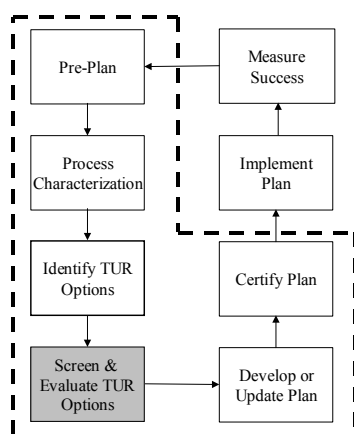 Pre-Plan
Measure
Success
Process
Characterization
Implement
Plan
Identify TUR
Options
Certify Plan
Screen &
Evaluate TUR
Options
Develop or
Update Plan